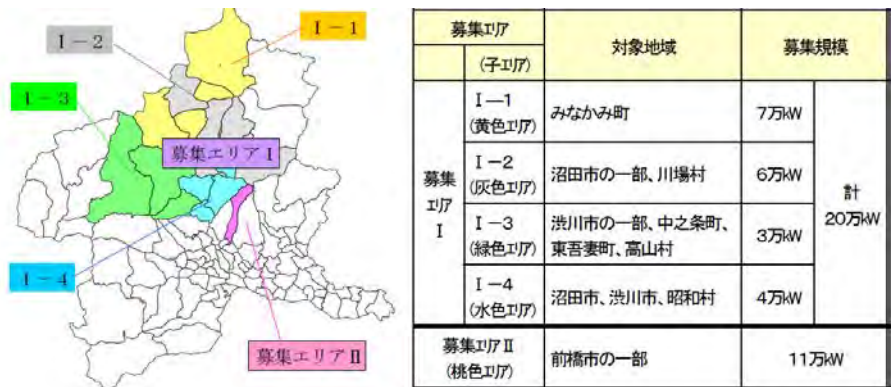 I－2
I－1
I－3
募集エリアI
I－4
募集エリアII
募集エリア
(子エリア)
対象地域
募集規模
募集
エリア
I
I―1
(黄色エリア)
みなかみ町
7万kW
計
20万kW
I－2
(灰色エリア)
沼田市の一部、川場村
6万kW
I－3
(緑色エリア)
渋川市の一部、中之条町、
東吾妻町、高山村
3万kW
I－4
(水色エリア)
沼田市、渋川市、昭和村
4万kW
募集エリアII
(桃色エリア)
前橋市の一部
11万kW